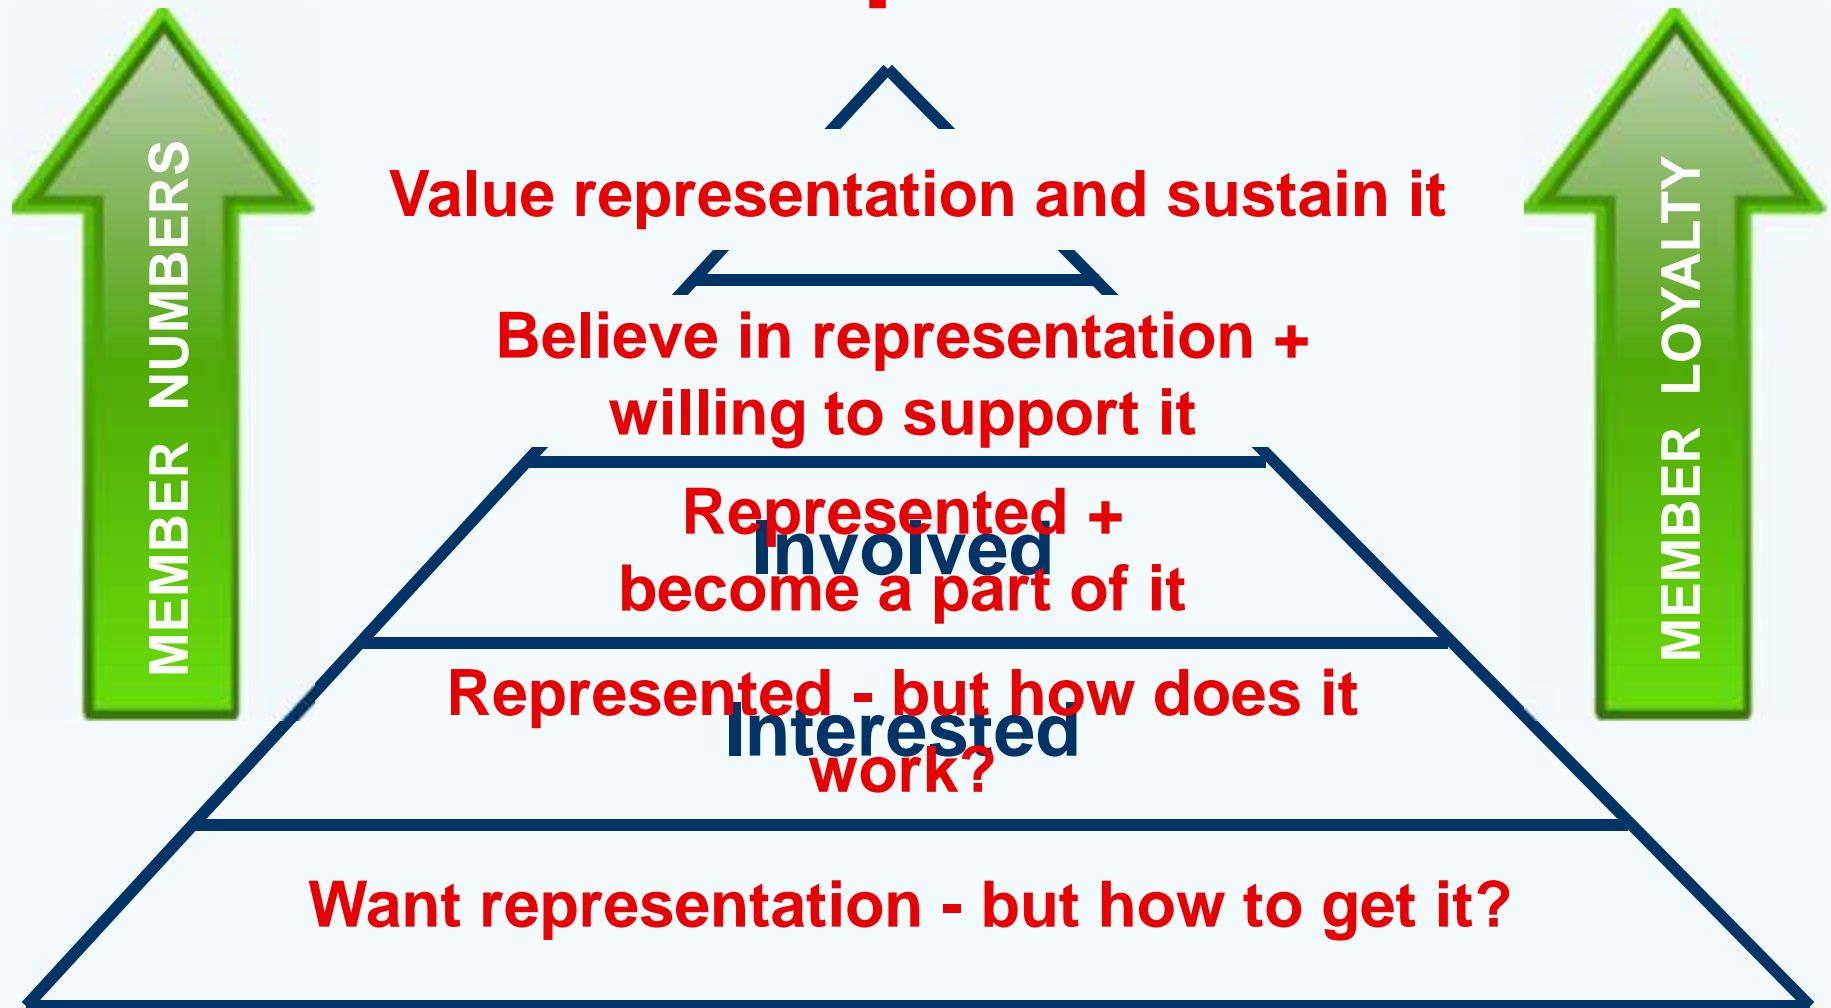 MEMBER NUMBERS
MEMBER LOYALTY
Value representation and sustain it
Believe in representation +
willing to support it
Represented +
Involved
become a part of it
Represented - but how does it
Interested
work?
Want representation - but how to get it?